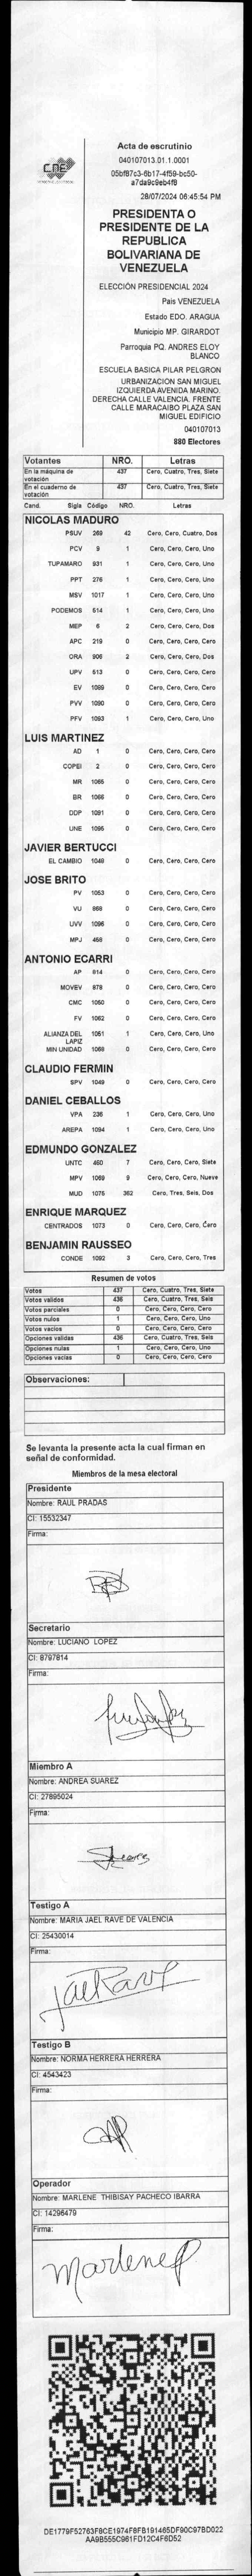 CDE
Acta de escrutinio
040107013.01.1.0001
05bf87c3-6b17-4f59-bc50-
a7da9c9eb4f8
28/07/2024 06:45:54 PM
PRESIDENTA O
PRESIDENTE DE LA
REPUBLICA
BOLIVARIANA DE
VENEZUELA
ELECCIÓN PRESIDENCIAL 2024
Pais VENEZUELA
Estado EDO. ARAGUA
Municipio MP. GIRARDOT
Parroquia PQ. ANDRES ELOY
BLANCO
ESCUELA BASICA PILAR PELGRON
URBANIZACION SAN MIGUEL
IZQUIERDA AVENIDA MARINO.
DERECHA CALLE VALENCIA. FRENTE
CALLE MARACAIBO PLAZA SAN
MIGUEL EDIFICIO
040107013
880 Electores
Votantes NRO. Letras
En la máquina de votación 437 Cero, Cuatro, Tres, Siete
En el cuaderno de votación 437 Cero, Cuatro, Tres, Siete
Cand. Sigla Código NRO. Letras
NICOLAS MADURO
PSUV 269 42 Cero, Cero, Cuatro, Dos
PCV 9 1 Cero, Cero, Cero, Uno
TUPAMARO 931 1 Cero, Cero, Cero, Uno
PPT 276 1 Cero, Cero, Cero, Uno
MSV 1017 1 Cero, Cero, Cero, Uno
PODEMOS 514 1 Cero, Cero, Cero, Uno
MEP 6 2 Cero, Cero, Cero, Dos
APC 219 0 Cero, Cero, Cero, Cero
ORA 906 2 Cero, Cero, Cero, Dos
UPV 513 0 Cero, Cero, Cero, Cero
EV 1089 0 Cero, Cero, Cero, Cero
PVV 1090 0 Cero, Cero, Cero, Cero
PFV 1093 1 Cero, Cero, Cero, Uno
LUIS MARTINEZ
AD 1 0 Cero, Cero, Cero, Cero
COPEI 2 0 Cero, Cero, Cero, Cero
MR 1065 0 Cero, Cero, Cero, Cero
BR 1066 0 Cero, Cero, Cero, Cero
DDP 1091 0 Cero, Cero, Cero, Cero
UNE 1095 0 Cero, Cero, Cero, Cero
JAVIER BERTUCCI
EL CAMBIO 1048 0 Cero, Cero, Cero, Cero
JOSE BRITO
PV 1053 0 Cero, Cero, Cero, Cero
VU 868 0 Cero, Cero, Cero, Cero
UVV 1096 0 Cero, Cero, Cero, Cero
MPJ 458 0 Cero, Cero, Cero, Cero
ANTONIO ECARRI
AP 814 0 Cero, Cero, Cero, Cero
MOVEV 878 0 Cero, Cero, Cero, Cero
CMC 1050 0 Cero, Cero, Cero, Cero
FV 1062 0 Cero, Cero, Cero, Cero
ALIANZA DEL LAPIZ 1051 1 Cero, Cero, Cero, Uno
MIN UNIDAD 1068 0 Cero, Cero, Cero, Cero
CLAUDIO FERMIN
SPV 1049 0 Cero, Cero, Cero, Cero
DANIEL CEBALLOS
VPA 236 1 Cero, Cero, Cero, Uno
AREPA 1094 1 Cero, Cero, Cero, Uno
EDMUNDO GONZALEZ
UNTC 450 7 Cero, Cero, Cero, Siete
MPV 1069 9 Cero, Cero, Cero, Nueve
MUD 1075 362 Cero, Tres, Seis, Dos
ENRIQUE MARQUEZ
CENTRADOS 1073 0 Cero, Cero, Cero, Cero
BENJAMIN RAUSSEO
CONDE 1092 3 Cero, Cero, Cero, Tres
Resumen de votos
Votos 437 Cero, Cuatro, Tres, Siete
Votos validos 436 Cero, Cuatro, Tres, Seis
Votos parciales 0 Cero, Cero, Cero, Cero
Votos nulos 1 Cero, Cero, Cero, Uno
Votos vacios 0 Cero, Cero, Cero, Cero
Opciones validas 436 Cero, Cuatro, Tres, Seis
Opciones nulas 1 Cero, Cero, Cero, Uno
Opciones vacias 0 Cero, Cero, Cero, Cero
Observaciones:
Se levanta la presente acta la cual firman en
señal de conformidad.
Miembros de la mesa electoral
Presidente
Nombre: RAUL PRADAS
CI: 15532347
Firma:
Secretario
Nombre: LUCIANO LOPEZ
CI: 8797814
Firma:
Miembro A
Nombre: ANDREA SUAREZ
CI: 27895024
Firma:
Suarez
Testigo A
Nombre: MARIA JAEL RAVE DE VALENCIA
CI: 25430014
Firma:
Jael Rave
Testigo B
Nombre: NORMA HERRERA HERRERA
CI: 4543423
Firma:
Operador
Nombre: MARLENE THIBISAY PACHECO IBARRA
CI: 14296479
Firma:
Marlene P
DE1779F52763F8CE1974F8FB191465DF90C97BD022
AA9B555C961FD12C4F6D52